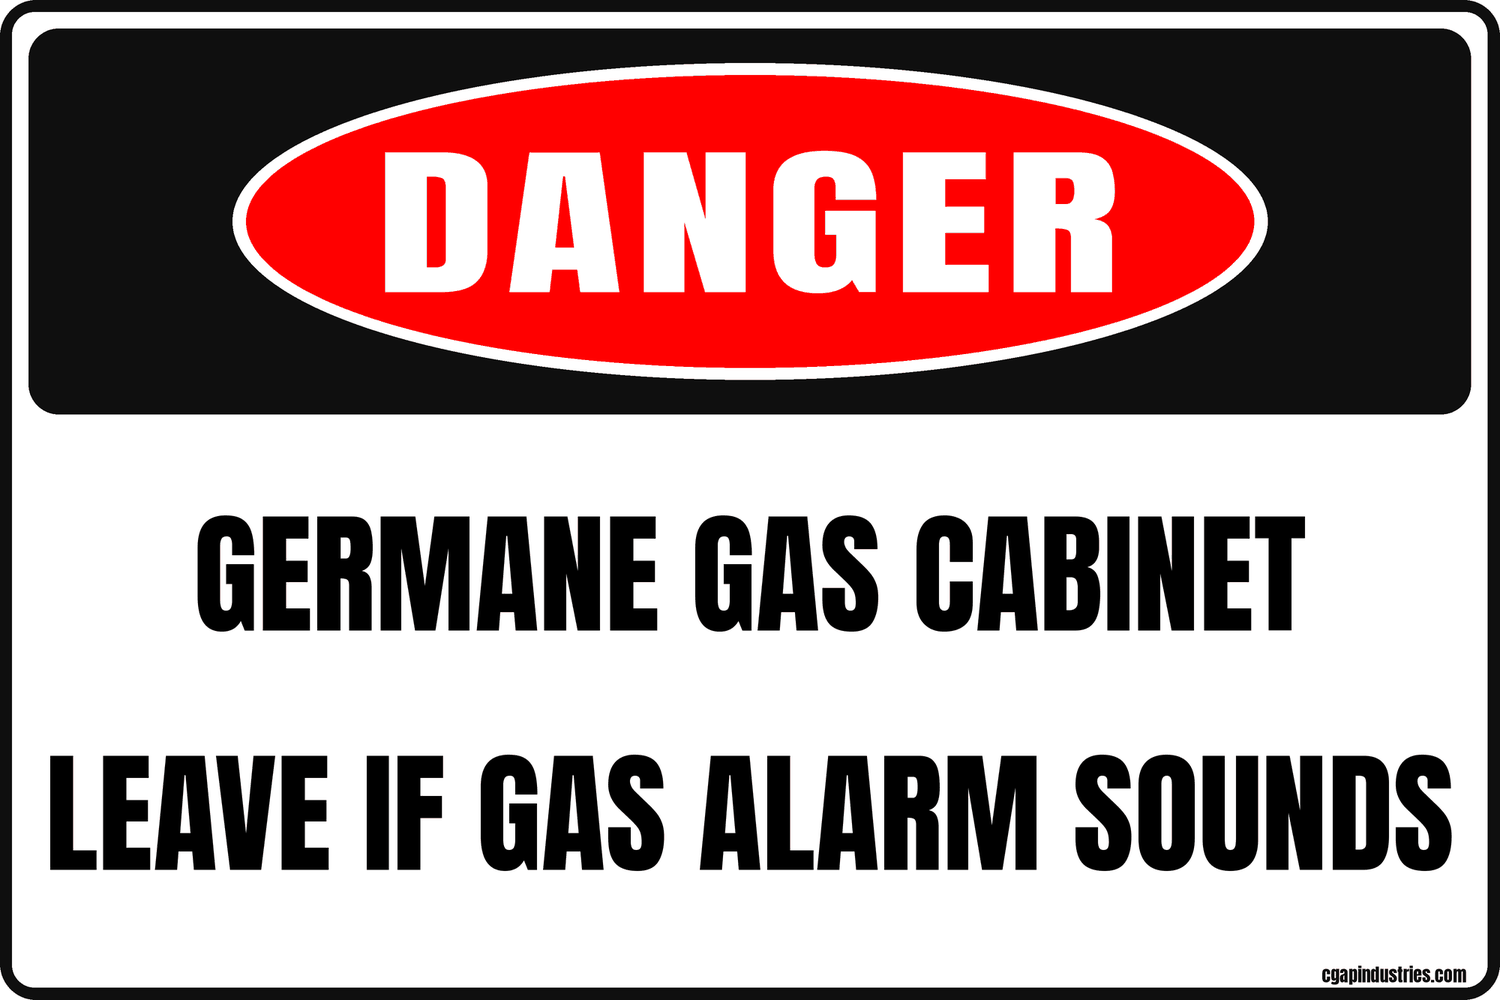 DANGER
GERMANE GAS CABINET
LEAVE IF GAS ALARM SOUNDS
cgapindustries.com